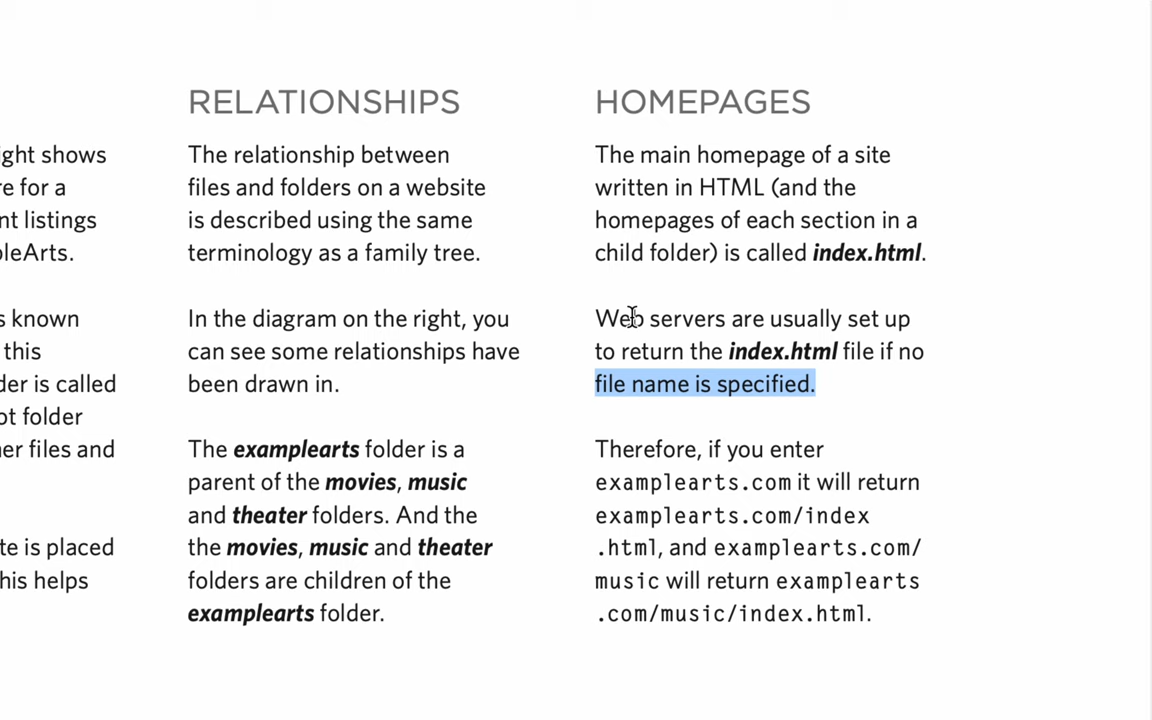 ight shows
re for a
nt listings
leArts.
s known
this
der is called
ot folder
er files and
te is placed
his helps
RELATIONSHIPS
The relationship between
files and folders on a website
is described using the same
terminology as a family tree.
In the diagram on the right, you
can see some relationships have
been drawn in.
The examplearts folder is a
parent of the movies, music
and theater folders. And the
the movies, music and theater
folders are children of the
examplearts folder.
HOMEPAGES
The main homepage of a site
written in HTML (and the
homepages of each section in a
child folder) is called index.html.
Web servers are usually set up
to return the index.html file if no
file name is specified.
Therefore, if you enter
examplearts.com it will return
examplearts.com/index
.html, and examplearts.com/
music will return examplearts
.com/music/index.html.